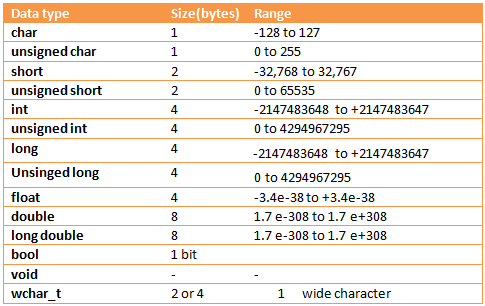 Data type Size(bytes) Range
char 1 -128 to 127
unsigned char 1 0 to 255
short 2 -32,768 to 32,767
unsigned short 2 0 to 65535
int 4 -2147483648 to +2147483647
unsigned int 4 0 to 4294967295
long 4 -2147483648 to +2147483647
Unsinged long 4 0 to 4294967295
float 4 -3.4e-38 to +3.4e-38
double 8 1.7 e-308 to 1.7 e+308
long double 8 1.7 e-308 to 1.7 e+308
bool 1 bit
void - -
wchar_t 2 or 4 1 wide character